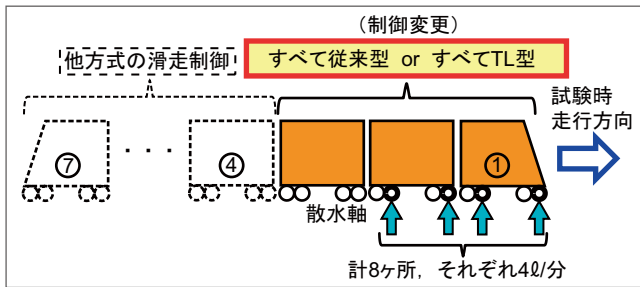 (制御変更)
他方式の滑走制御
すべて従来型 or すべてTL型
試験時
走行方向
⑦
・・・
④
①
散水軸
計8ヶ所，それぞれ4ℓ/分